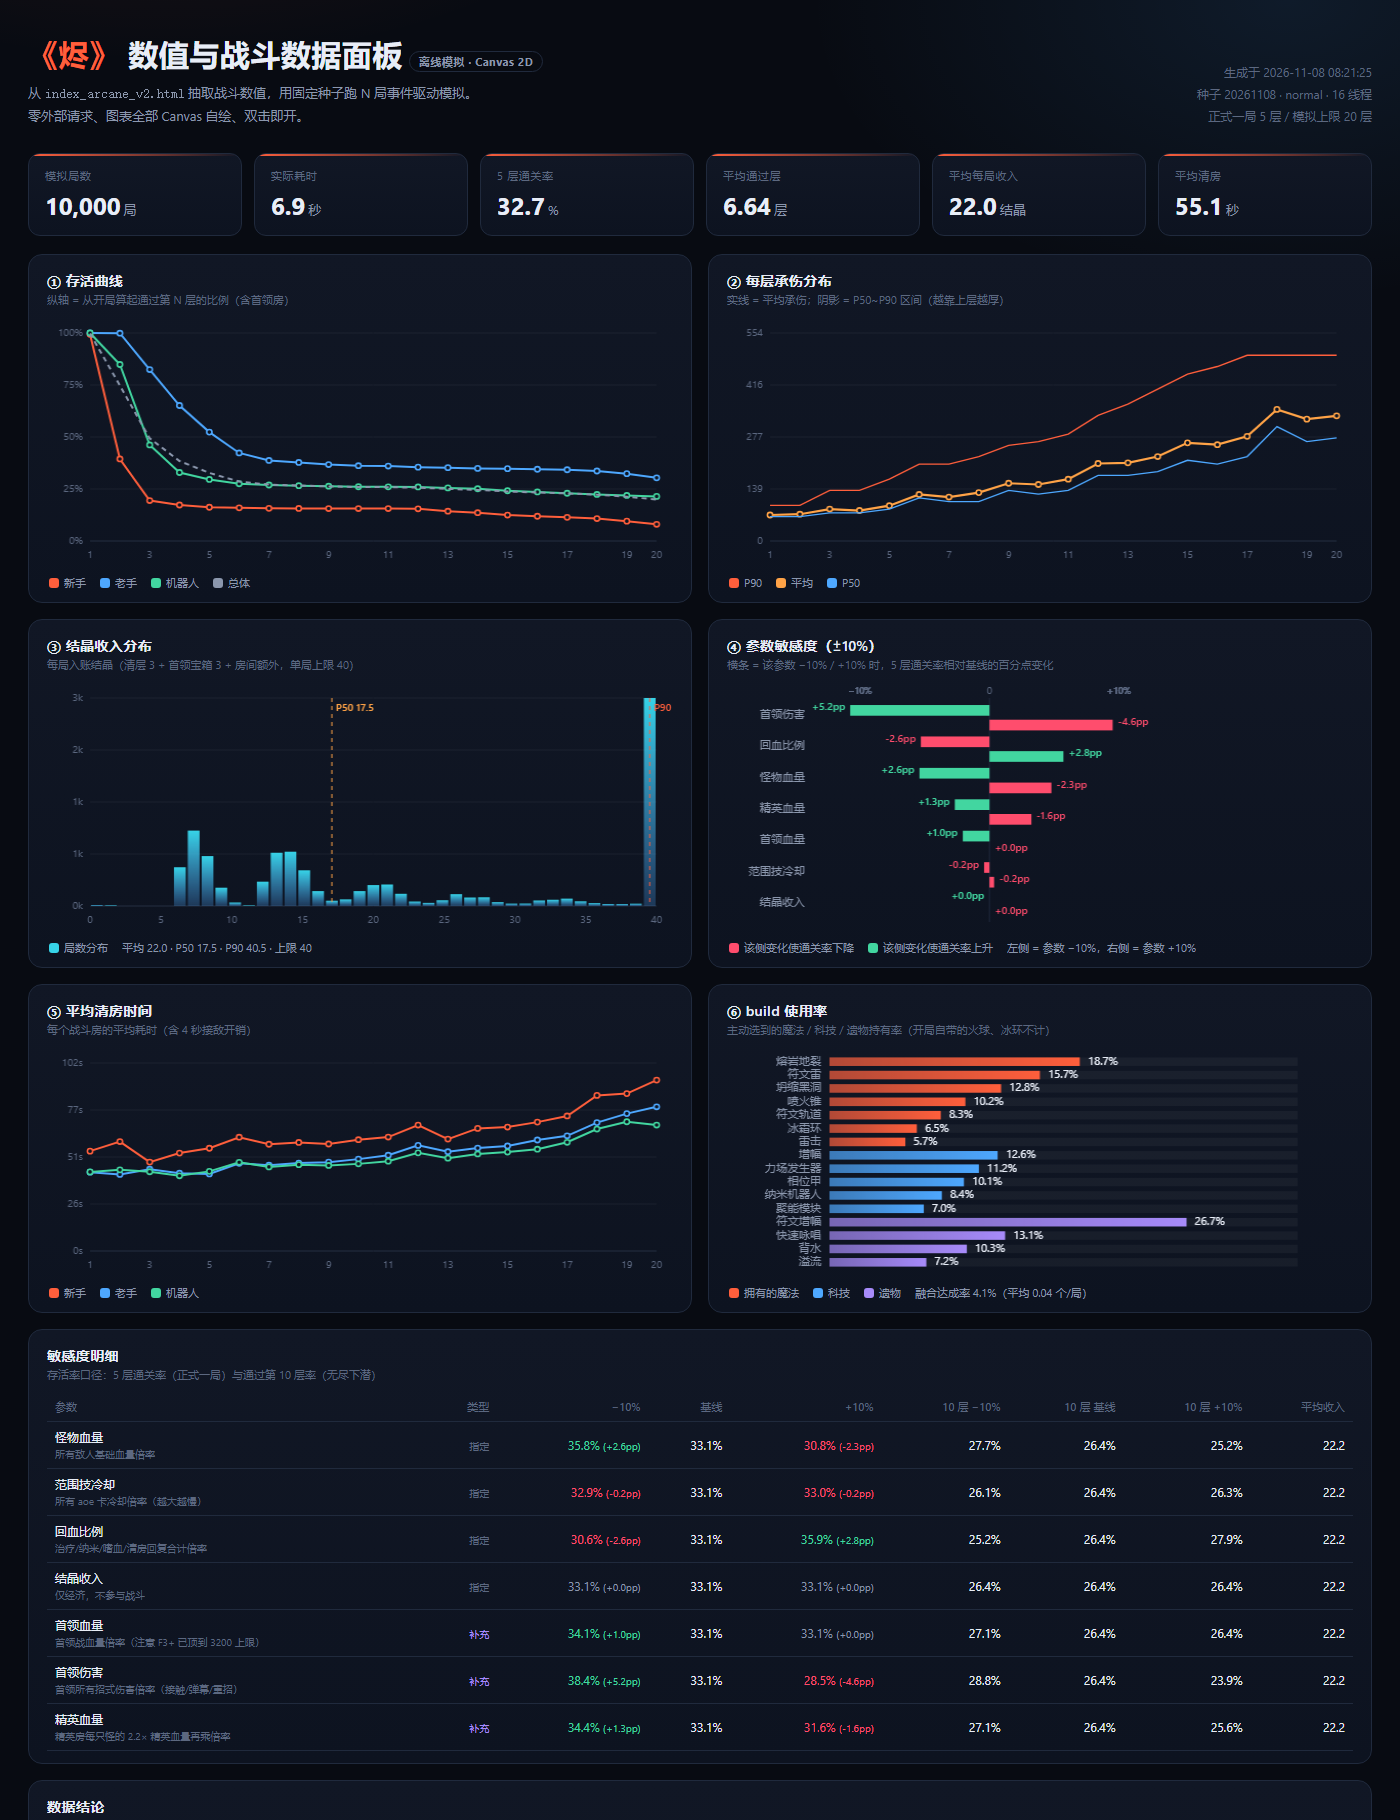 《烬》 数值与战斗数据面板 离线模拟 · Canvas 2D
从 index_arcane_v2.html 抽取战斗数值，用固定种子跑 N 局事件驱动模拟。
零外部请求、图表全部 Canvas 自绘、双击即开。
生成于 2026-11-08 08:21:25
种子 20261108 · normal · 16 线程
正式一局 5 层 / 模拟上限 20 层
模拟局数
10,000 局
实际耗时
6.9 秒
5 层通关率
32.7 %
平均通过层
6.64 层
平均每局收入
22.0 结晶
平均清房
55.1 秒
① 存活曲线
纵轴 = 从开局算起通过第 N 层的比例（含首领房）
100%
75%
50%
25%
0%
1 3 5 7 9 11 13 15 17 19 20
新手 老手 机器人 总体
② 每层承伤分布
实线 = 平均承伤；阴影 = P50~P90 区间（越靠上层越厚）
554
416
277
139
0
1 3 5 7 9 11 13 15 17 19 20
P90 平均 P50
③ 结晶收入分布
每局入账结晶（清层 3 + 首领宝箱 3 + 房间额外，单局上限 40）
3k
2k
1k
1k
0k
P50 17.5
P90
0 5 10 15 20 25 30 35 40
局数分布 平均 22.0 · P50 17.5 · P90 40.5 · 上限 40
④ 参数敏感度（±10%）
横条 = 该参数 −10% / +10% 时，5 层通关率相对基线的百分点变化
−10% 0 +10%
首领伤害 +5.2pp -4.6pp
回血比例 -2.6pp +2.8pp
怪物血量 +2.6pp -2.3pp
精英血量 +1.3pp -1.6pp
首领血量 +1.0pp +0.0pp
范围技冷却 -0.2pp -0.2pp
结晶收入 +0.0pp +0.0pp
该侧变化使通关率下降 该侧变化使通关率上升 左侧 = 参数 −10%，右侧 = 参数 +10%
⑤ 平均清房时间
每个战斗房的平均耗时（含 4 秒接敌开销）
102s
77s
51s
26s
0s
1 3 5 7 9 11 13 15 17 19 20
新手 老手 机器人
⑥ build 使用率
主动选到的魔法 / 科技 / 遗物持有率（开局自带的火球、冰环不计）
熔岩地裂 18.7%
符文雷 15.7%
坍缩黑洞 12.8%
喷火锥 10.2%
符文轨道 8.3%
冰霜环 6.5%
雷击 5.7%
增幅 12.6%
力场发生器 11.2%
相位甲 10.1%
纳米机器人 8.4%
聚能模块 7.0%
符文增幅 26.7%
快速咏唱 13.1%
背水 10.3%
溢流 7.2%
拥有的魔法 科技 遗物 融合达成率 4.1%（平均 0.04 个/局）
敏感度明细
存活率口径：5 层通关率（正式一局）与通过第 10 层率（无尽下潜）
参数 类型 −10% 基线 +10% 10 层 −10% 10 层 基线 10 层 +10% 平均收入
怪物血量
所有敌人基础血量倍率
指定 35.8% (+2.6pp) 33.1% 30.8% (-2.3pp) 27.7% 26.4% 25.2% 22.2
范围技冷却
所有 aoe 卡冷却倍率（越大越慢）
指定 32.9% (-0.2pp) 33.1% 33.0% (-0.2pp) 26.1% 26.4% 26.3% 22.2
回血比例
治疗/纳米/嗜血/清房回复合计倍率
指定 30.6% (-2.6pp) 33.1% 35.9% (+2.8pp) 25.2% 26.4% 27.9% 22.2
结晶收入
仅经济，不参与战斗
指定 33.1% (+0.0pp) 33.1% 33.1% (+0.0pp) 26.4% 26.4% 26.4% 22.2
首领血量
首领战血量倍率（注意 F3+ 已顶到 3200 上限）
补充 34.1% (+1.0pp) 33.1% 33.1% (+0.0pp) 27.1% 26.4% 26.4% 22.2
首领伤害
首领所有招式伤害倍率（接触/弹幕/重招）
补充 38.4% (+5.2pp) 33.1% 28.5% (-4.6pp) 28.8% 26.4% 23.9% 22.2
精英血量
精英房每只怪的 2.2× 精英血量再乘倍率
补充 34.4% (+1.3pp) 33.1% 31.6% (-1.6pp) 27.1% 26.4% 25.6% 22.2
数据结论